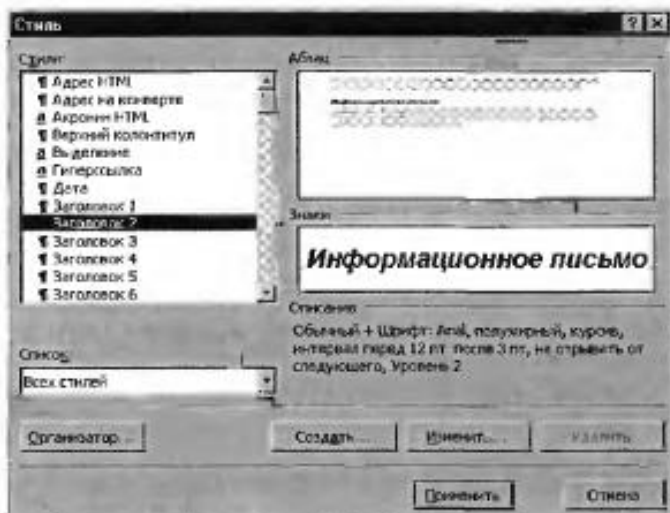 Стиль
Стили:
¶ Адрес HTML
¶ Адрес на конверте
a Акроним HTML
¶ Верхний колонтитул
a Выделение
a Гиперссылка
¶ Дата
¶ Заголовок 1
Заголовок 2
¶ Заголовок 3
¶ Заголовок 4
¶ Заголовок 5
¶ Заголовок 6
Список:
Всех стилей
Абзац
Знаки
Информационное письмо
Описание
Обычный + Шрифт: Arial, полужирный, курсив,
интервал перед 12 пт после 3 пт, не отрывать от
следующего, Уровень 2
Организатор...
Создать...
Изменить...
Удалить
Применить
Отмена